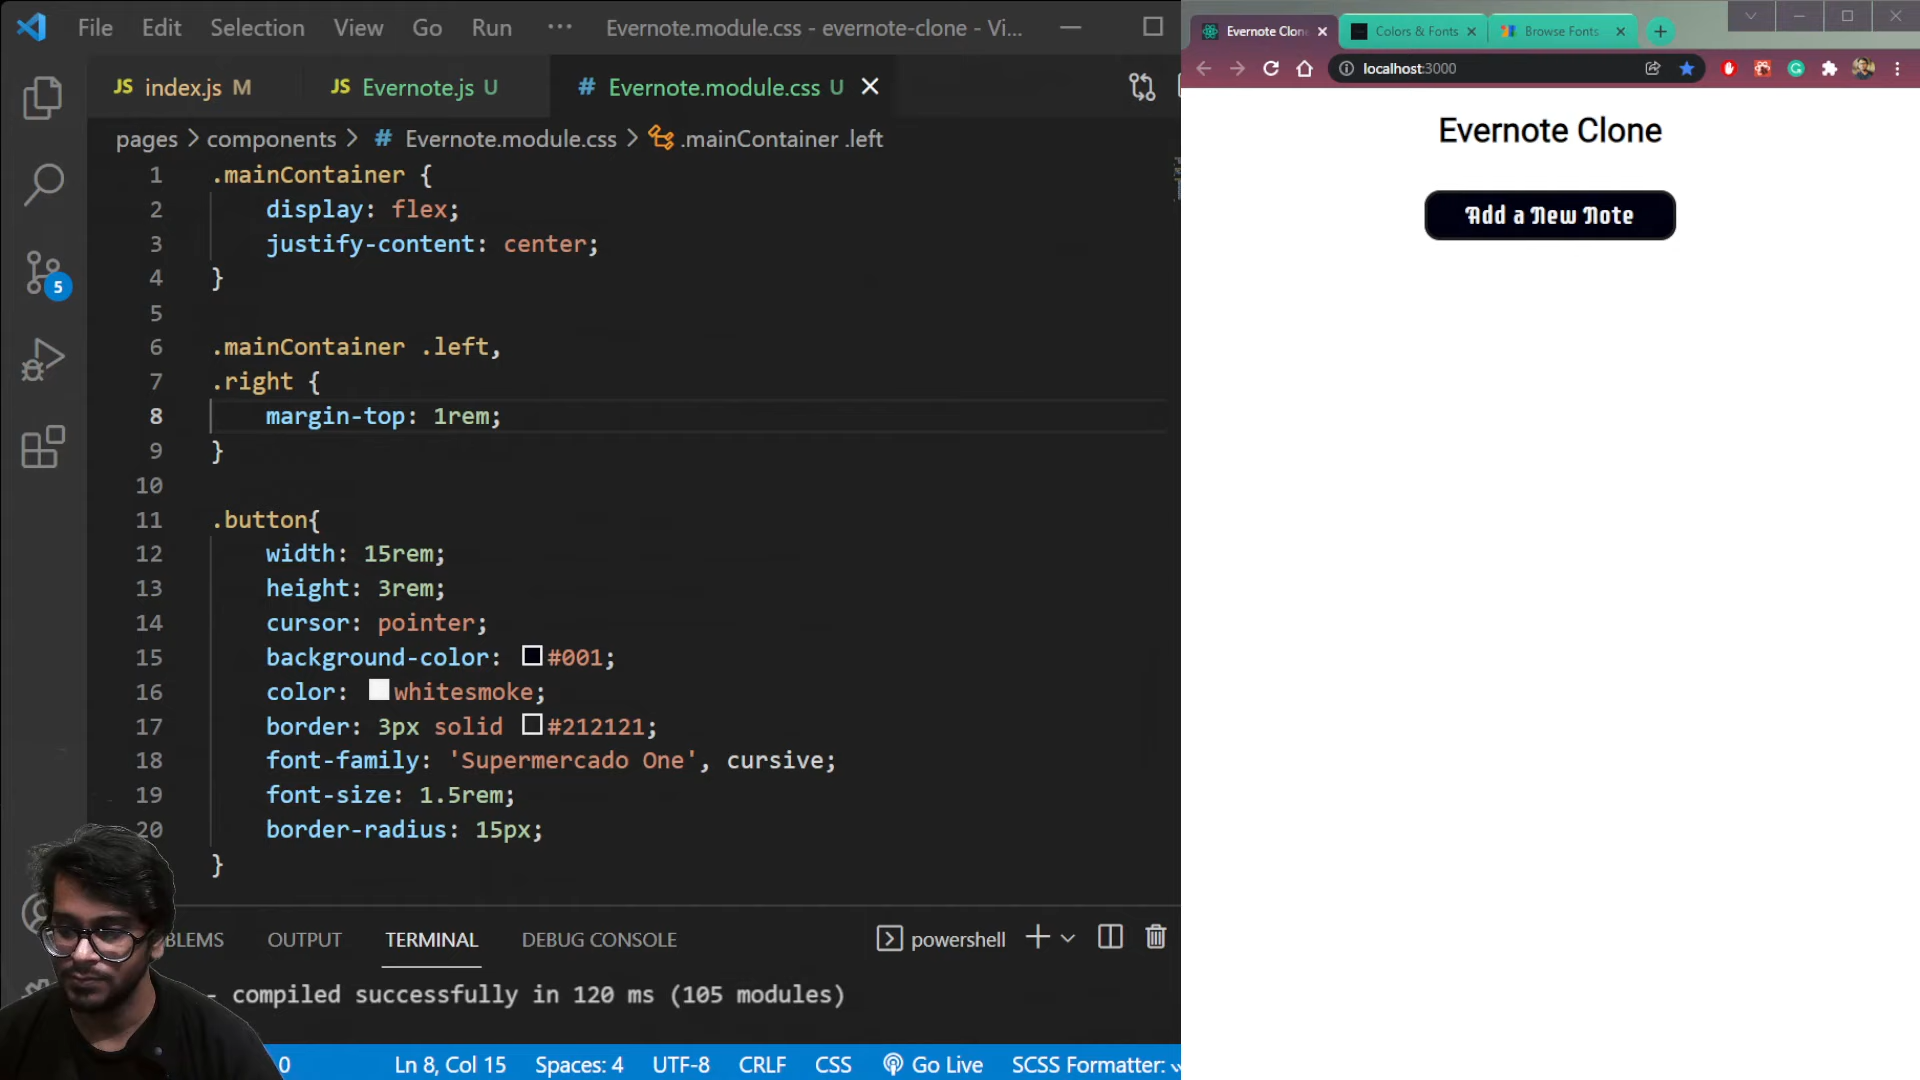 File Edit Selection View Go Run ··· Evernote.module.css - evernote-clone - Vi...
JS index.js M JS Evernote.js U # Evernote.module.css U
pages > components > # Evernote.module.css > .mainContainer .left
1 .mainContainer {
2 display: flex;
3 justify-content: center;
4 }
5
6 .mainContainer .left,
7 .right {
8 margin-top: 1rem;
9 }
10
11 .button{
12 width: 15rem;
13 height: 3rem;
14 cursor: pointer;
15 background-color: #001;
16 color: whitesmoke;
17 border: 3px solid #212121;
18 font-family: 'Supermercado One', cursive;
19 font-size: 1.5rem;
20 border-radius: 15px;
}
5
BLEMS OUTPUT TERMINAL DEBUG CONSOLE powershell
- compiled successfully in 120 ms (105 modules)
0 Ln 8, Col 15 Spaces: 4 UTF-8 CRLF CSS Go Live SCSS Formatter:
Evernote Clon Colors & Fonts Browse Fonts
localhost:3000
Evernote Clone
Add a New Note